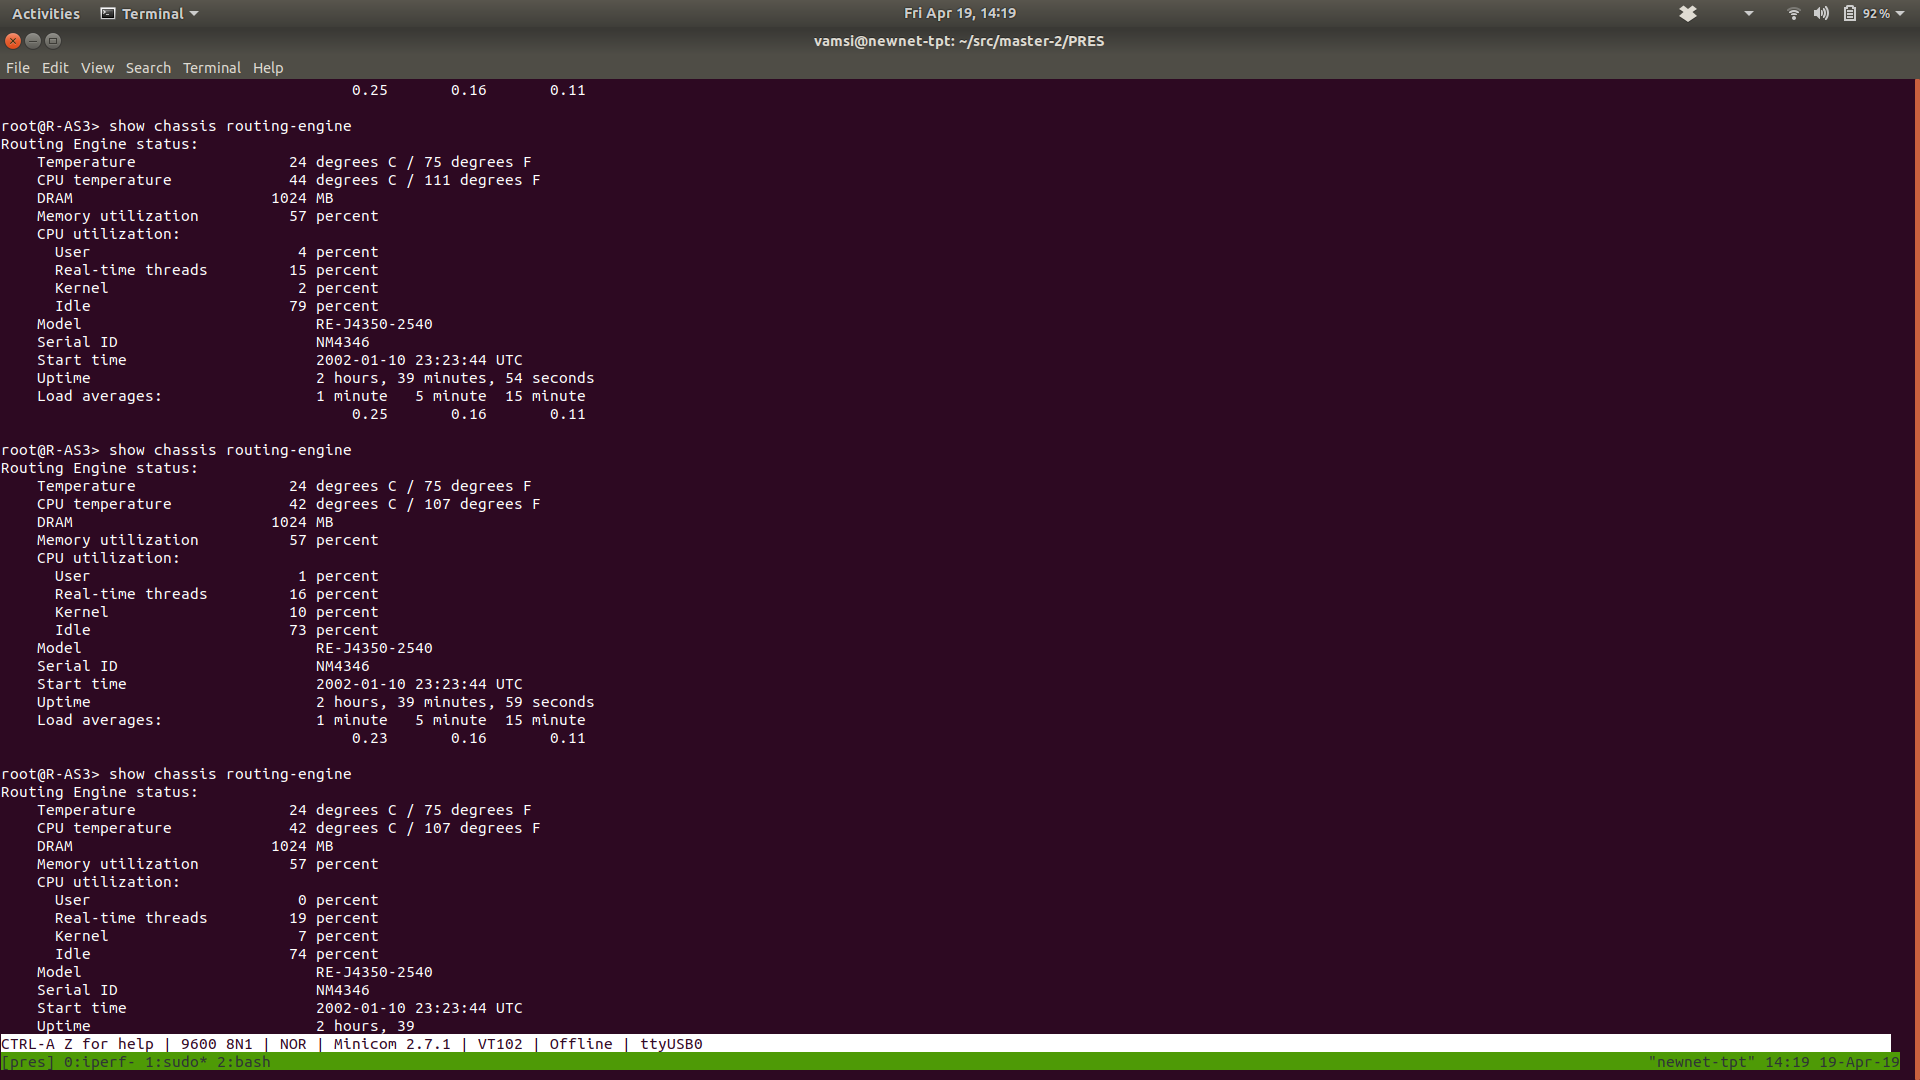 Activities Terminal Fri Apr 19, 14:19 92 %
vamsi@newnet-tpt: ~/src/master-2/PRES
File Edit View Search Terminal Help
0.25 0.16 0.11
root@R-AS3> show chassis routing-engine
Routing Engine status:
Temperature 24 degrees C / 75 degrees F
CPU temperature 44 degrees C / 111 degrees F
DRAM 1024 MB
Memory utilization 57 percent
CPU utilization:
User 4 percent
Real-time threads 15 percent
Kernel 2 percent
Idle 79 percent
Model RE-J4350-2540
Serial ID NM4346
Start time 2002-01-10 23:23:44 UTC
Uptime 2 hours, 39 minutes, 54 seconds
Load averages: 1 minute 5 minute 15 minute
0.25 0.16 0.11
root@R-AS3> show chassis routing-engine
Routing Engine status:
Temperature 24 degrees C / 75 degrees F
CPU temperature 42 degrees C / 107 degrees F
DRAM 1024 MB
Memory utilization 57 percent
CPU utilization:
User 1 percent
Real-time threads 16 percent
Kernel 10 percent
Idle 73 percent
Model RE-J4350-2540
Serial ID NM4346
Start time 2002-01-10 23:23:44 UTC
Uptime 2 hours, 39 minutes, 59 seconds
Load averages: 1 minute 5 minute 15 minute
0.23 0.16 0.11
root@R-AS3> show chassis routing-engine
Routing Engine status:
Temperature 24 degrees C / 75 degrees F
CPU temperature 42 degrees C / 107 degrees F
DRAM 1024 MB
Memory utilization 57 percent
CPU utilization:
User 0 percent
Real-time threads 19 percent
Kernel 7 percent
Idle 74 percent
Model RE-J4350-2540
Serial ID NM4346
Start time 2002-01-10 23:23:44 UTC
Uptime 2 hours, 39
CTRL-A Z for help | 9600 8N1 | NOR | Minicom 2.7.1 | VT102 | Offline | ttyUSB0
[pres] 0:iperf- 1:sudo* 2:bash "newnet-tpt" 14:19 19-Apr-19